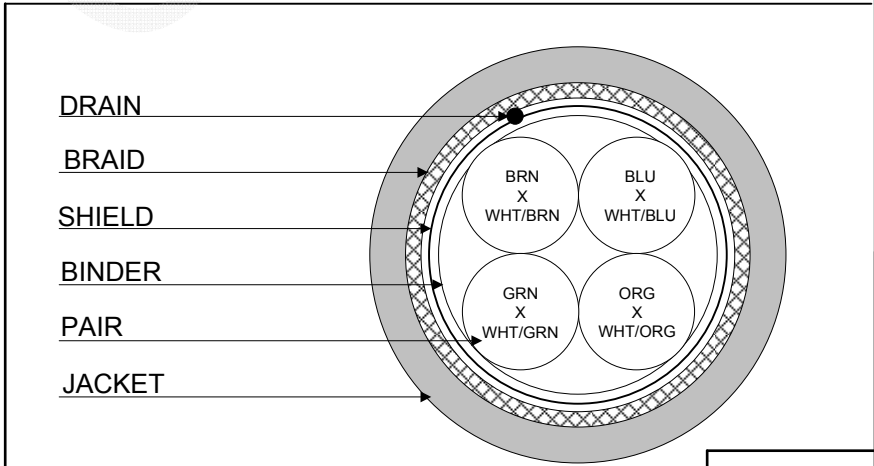 DRAIN
BRAID
SHIELD
BINDER
PAIR
JACKET
BRN
X
WHT/BRN
BLU
X
WHT/BLU
GRN
X
WHT/GRN
ORG
X
WHT/ORG